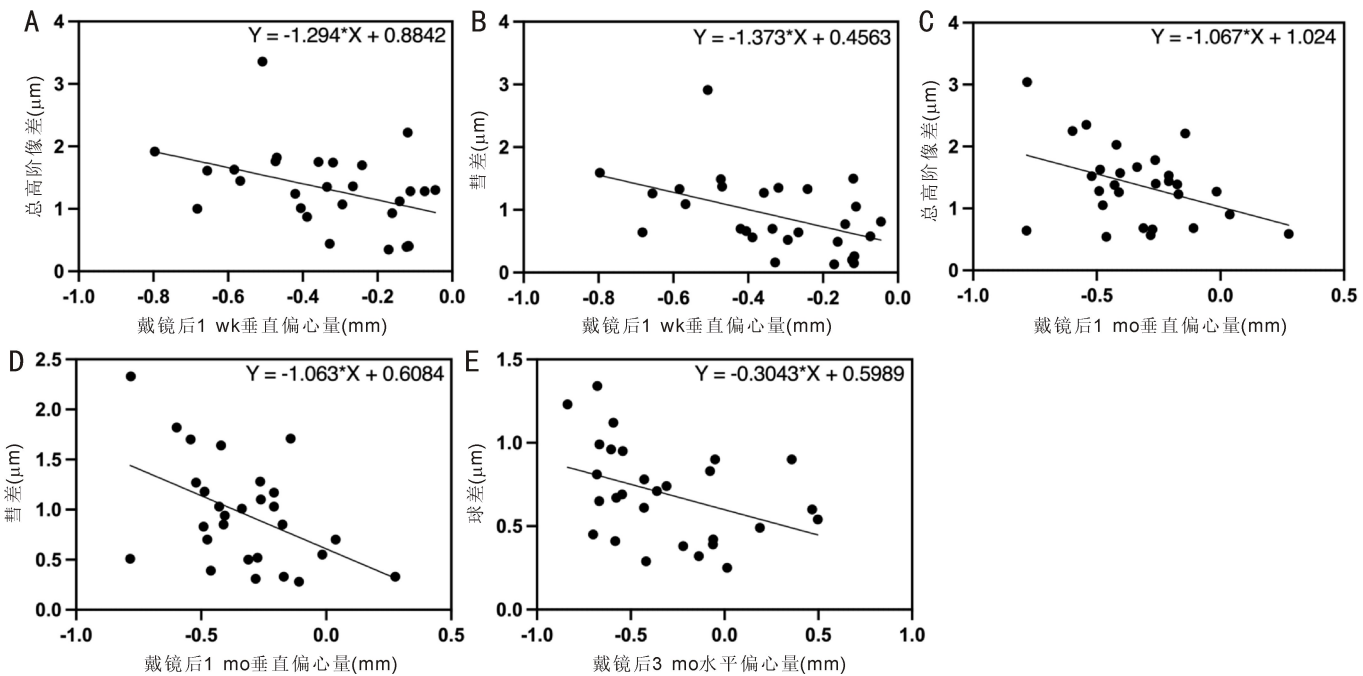 A
Y = -1.294*X + 0.8842
总高阶像差(μm)
4
3
2
1
0
-1.0 -0.8 -0.6 -0.4 -0.2 0.0
戴镜后1 wk垂直偏心量(mm)
B
Y = -1.373*X + 0.4563
彗差(μm)
4
3
2
1
0
-1.0 -0.8 -0.6 -0.4 -0.2 -0.0
戴镜后1 wk垂直偏心量(mm)
C
Y = -1.067*X + 1.024
总高阶像差(μm)
4
3
2
1
0
-1.0 -0.5 0.0 0.5
戴镜后1 mo垂直偏心量(mm)
D
Y = -1.063*X + 0.6084
彗差(μm)
2.5
2.0
1.5
1.0
0.5
0.0
-1.0 -0.5 0.0 0.5
戴镜后1 mo垂直偏心量(mm)
E
Y = -0.3043*X + 0.5989
球差(μm)
1.5
1.0
0.5
0.0
-1.0 -0.5 0.0 0.5 1.0
戴镜后3 mo水平偏心量(mm)